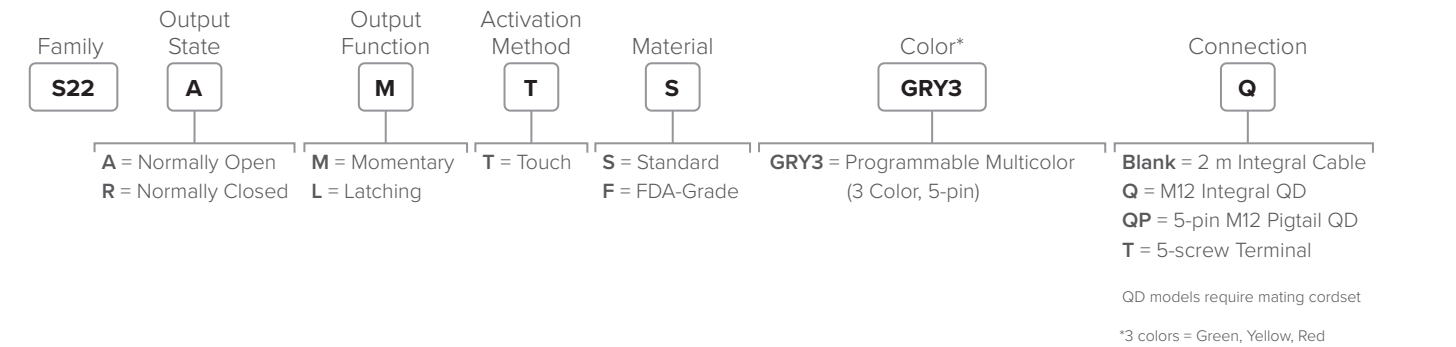 Family
Output
State
Output
Function
Activation
Method
Material
Color*
Connection
S22
A
M
T
S
GRY3
Q
A = Normally Open
R = Normally Closed
M = Momentary
L = Latching
T = Touch
S = Standard
F = FDA-Grade
GRY3 = Programmable Multicolor
(3 Color, 5-pin)
Blank = 2 m Integral Cable
Q = M12 Integral QD
QP = 5-pin M12 Pigtail QD
T = 5-screw Terminal
QD models require mating cordset
*3 colors = Green, Yellow, Red